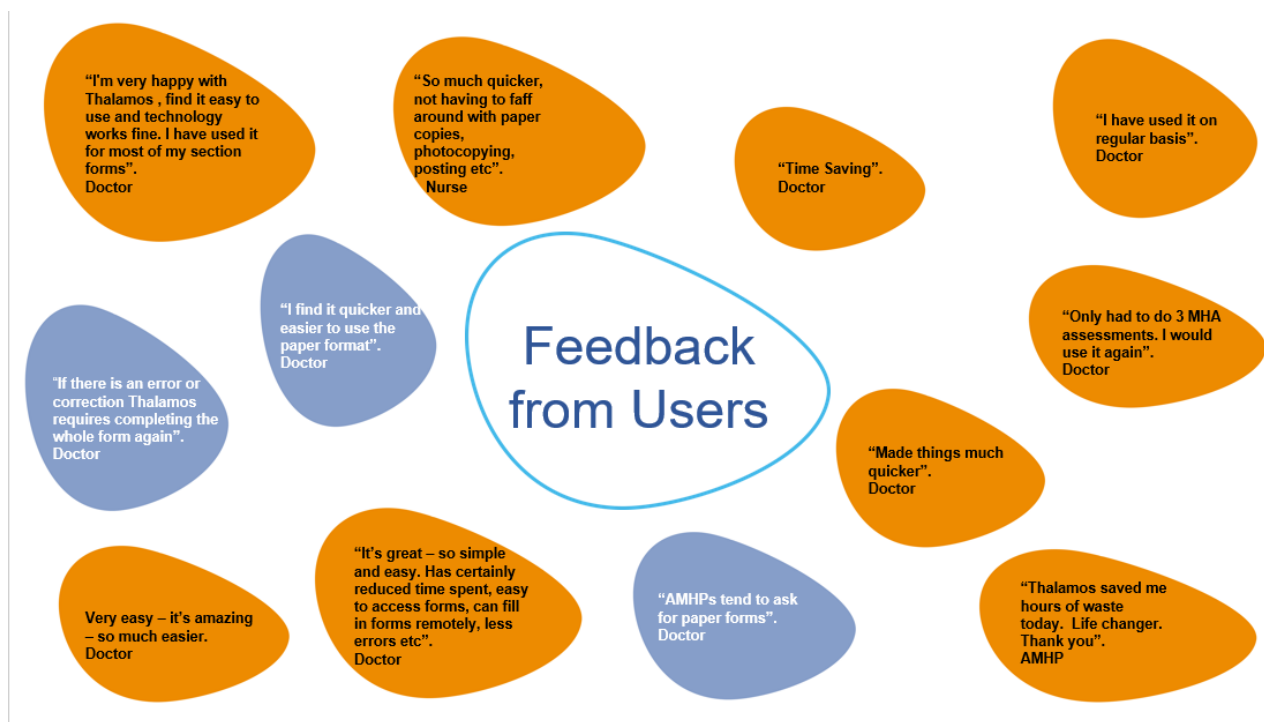 “I'm very happy with
Thalamos , find it easy to
use and technology
works fine. I have used it
for most of my section
forms”.
Doctor
“So much quicker,
not having to faff
around with paper
copies,
photocopying,
posting etc”.
Nurse
“Time Saving”.
Doctor
“I have used it on
regular basis”.
Doctor
“I find it quicker and
easier to use the
paper format”.
Doctor
“If there is an error or
correction Thalamos
requires completing the
whole form again”.
Doctor
Feedback
from Users
“Only had to do 3 MHA
assessments. I would
use it again”.
Doctor
“Made things much
quicker”.
Doctor
Very easy – it’s amazing
– so much easier.
Doctor
“It’s great – so simple
and easy. Has certainly
reduced time spent, easy
to access forms, can fill
in forms remotely, less
errors etc”.
Doctor
“AMHPs tend to ask
for paper forms”.
Doctor
“Thalamos saved me
hours of waste
today.  Life changer.
Thank you”.
AMHP